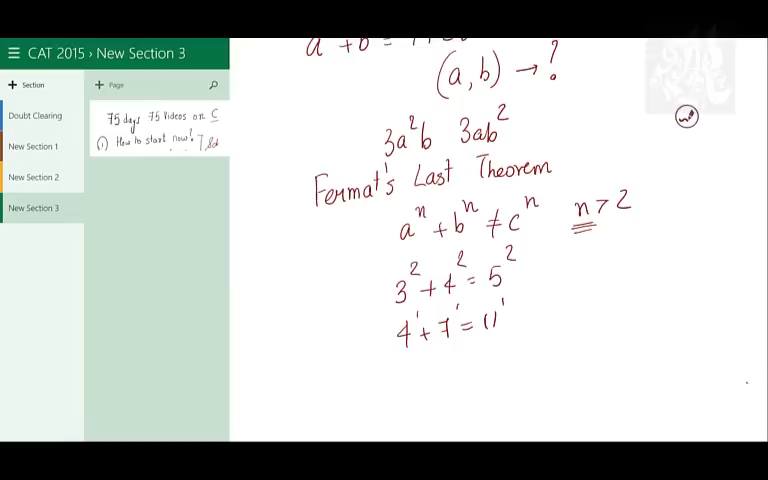 ☰ CAT 2015 › New Section 3
+ Section
+ Page
Doubt Clearing
New Section 1
New Section 2
New Section 3
75 days 75 Videos on C
(1) How to start now?
(a, b) → ?
3a²b 3ab²
Fermat's Last Theorem
aⁿ + bⁿ ≠ cⁿ n > 2
3² + 4² = 5²
4¹ + 7¹ = 11¹